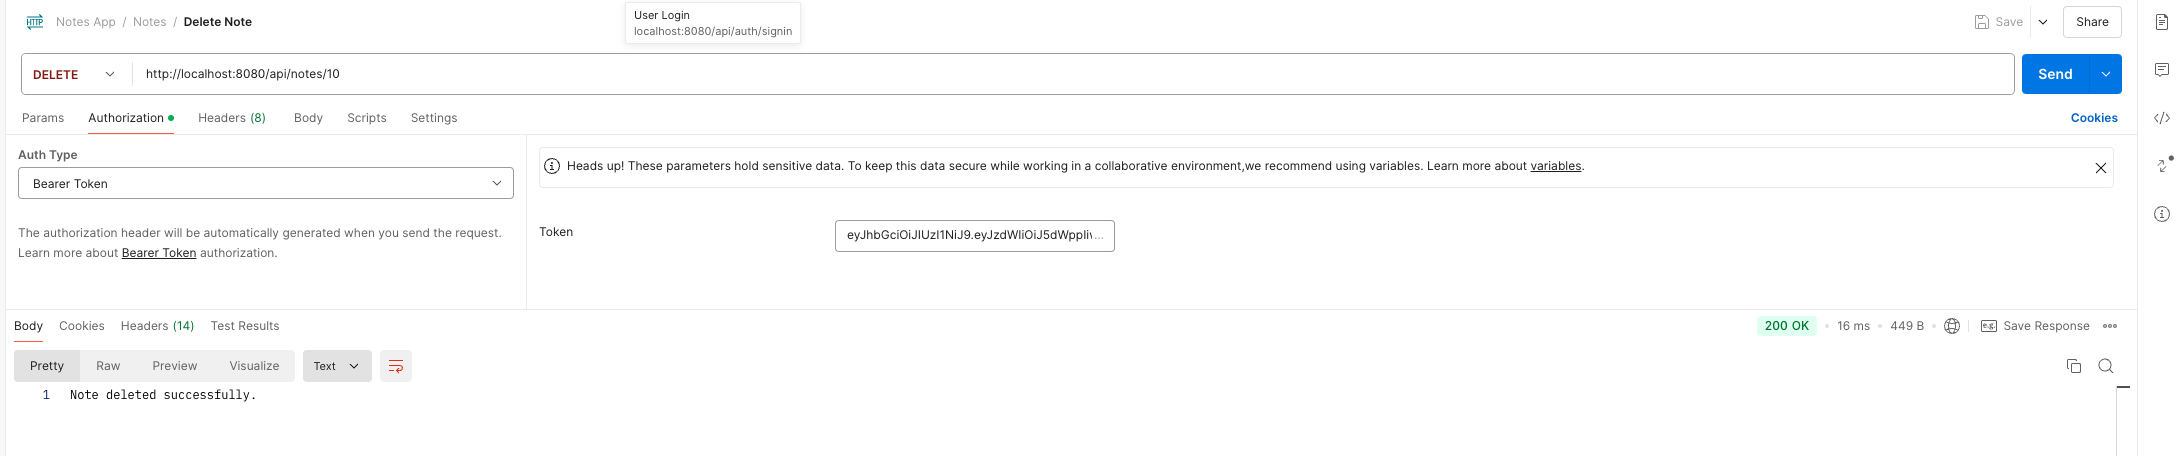 HTTP Notes App / Notes / Delete Note
User Login
localhost:8080/api/auth/signin
Save
Share
DELETE
http://localhost:8080/api/notes/10
Send
Params Authorization Headers (8) Body Scripts Settings
Cookies
Auth Type
Bearer Token
The authorization header will be automatically generated when you send the request.
Learn more about Bearer Token authorization.
Heads up! These parameters hold sensitive data. To keep this data secure while working in a collaborative environment,we recommend using variables. Learn more about variables.
Token
Body Cookies Headers (14) Test Results
200 OK • 16 ms • 449 B
e.g. Save Response
Pretty Raw Preview Visualize Text
1 Note deleted successfully.